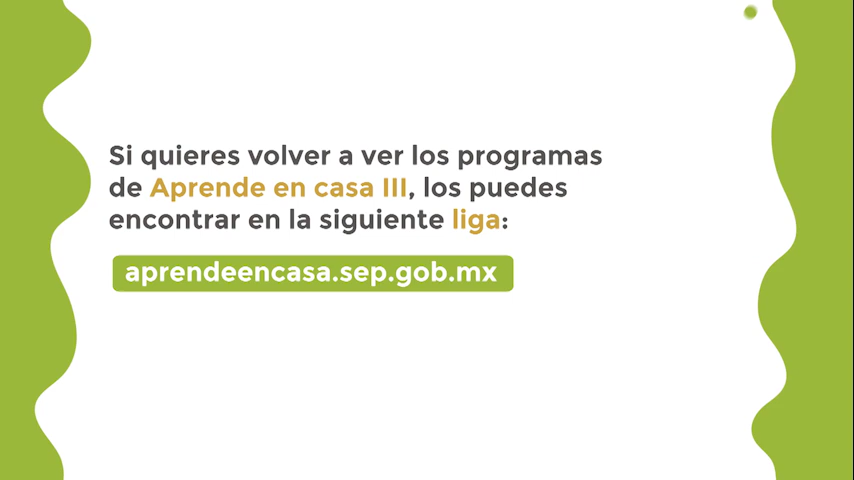 Si quieres volver a ver los programas
de Aprende en casa III, los puedes
encontrar en la siguiente liga:
aprendeencasa.sep.gob.mx